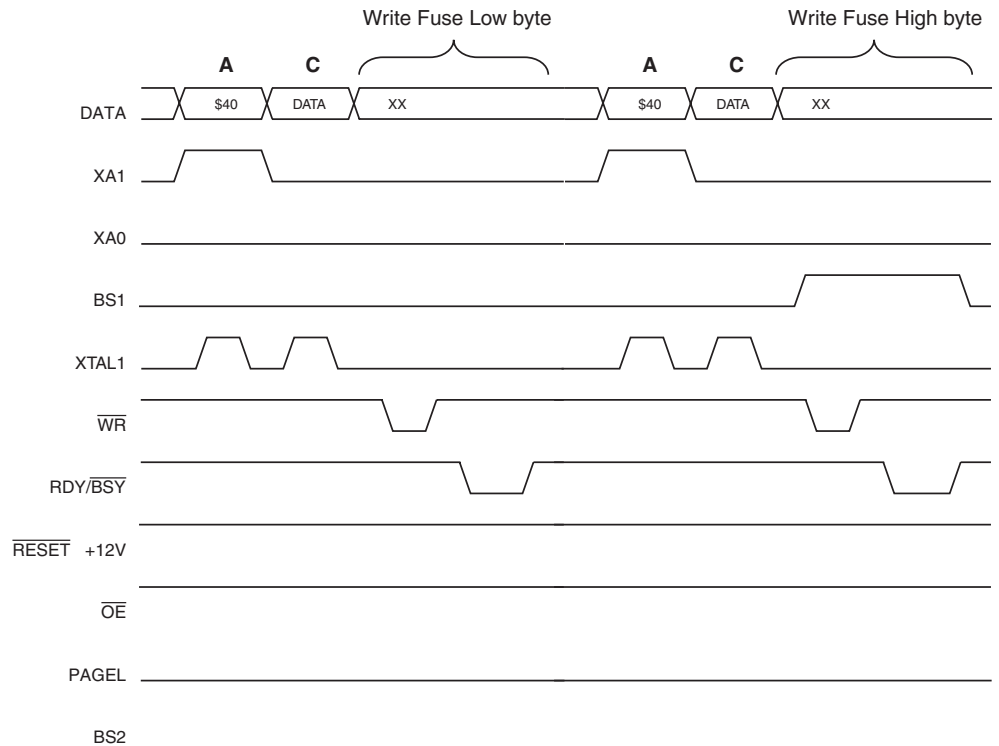 Write Fuse Low byte Write Fuse High byte
A C A C
DATA $40 DATA XX $40 DATA XX
XA1
XA0
BS1
XTAL1
WR
RDY/BSY
RESET +12V
OE
PAGEL
BS2